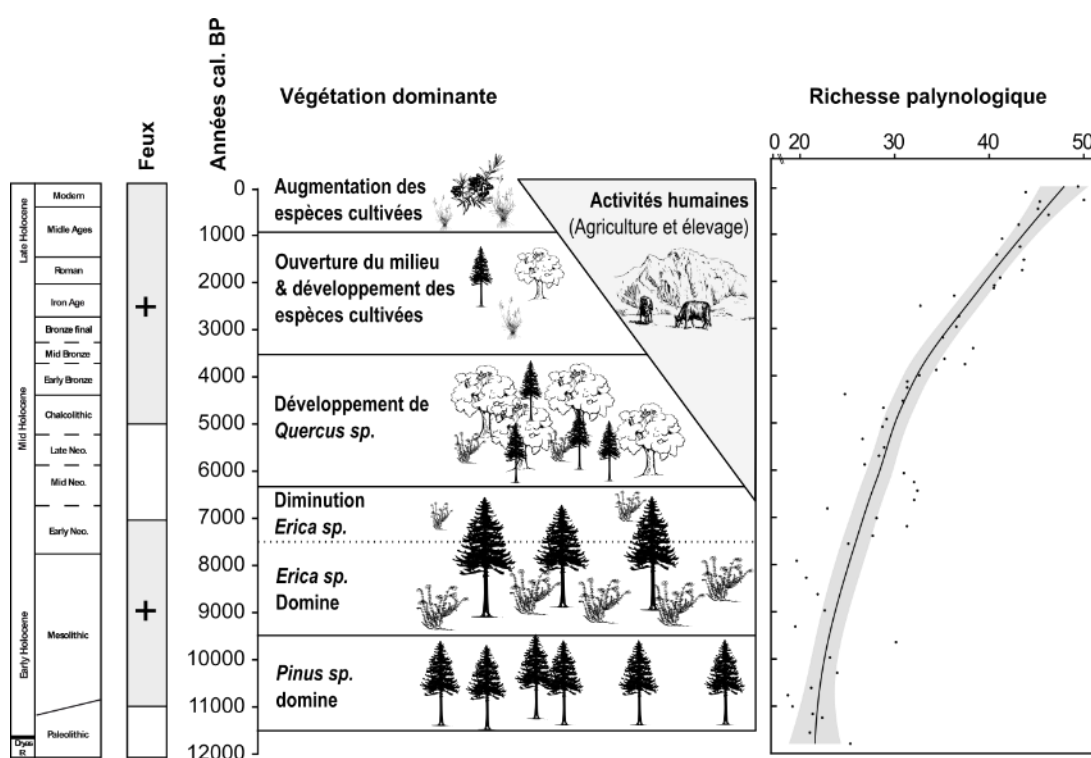 Années cal. BP
Feux
Végétation dominante
Richesse palynologique
0 20 30 40 50
Late Holocene
Mid Holocene
Early Holocene
Dryas
R
Modern
Midle Ages
Roman
Iron Age
Bronze final
Mid Bronze
Early Bronze
Chalcolithic
Late Neo.
Mid Neo.
Early Neo.
Mesolithic
Paleolithic
+
+
0
1000
2000
3000
4000
5000
6000
7000
8000
9000
10000
11000
12000
Augmentation des
espèces cultivées
Ouverture du milieu
& développement des
espèces cultivées
Développement de
Quercus sp.
Diminution
Erica sp.
Erica sp.
Domine
Pinus sp.
domine
Activités humaines
(Agriculture et élevage)